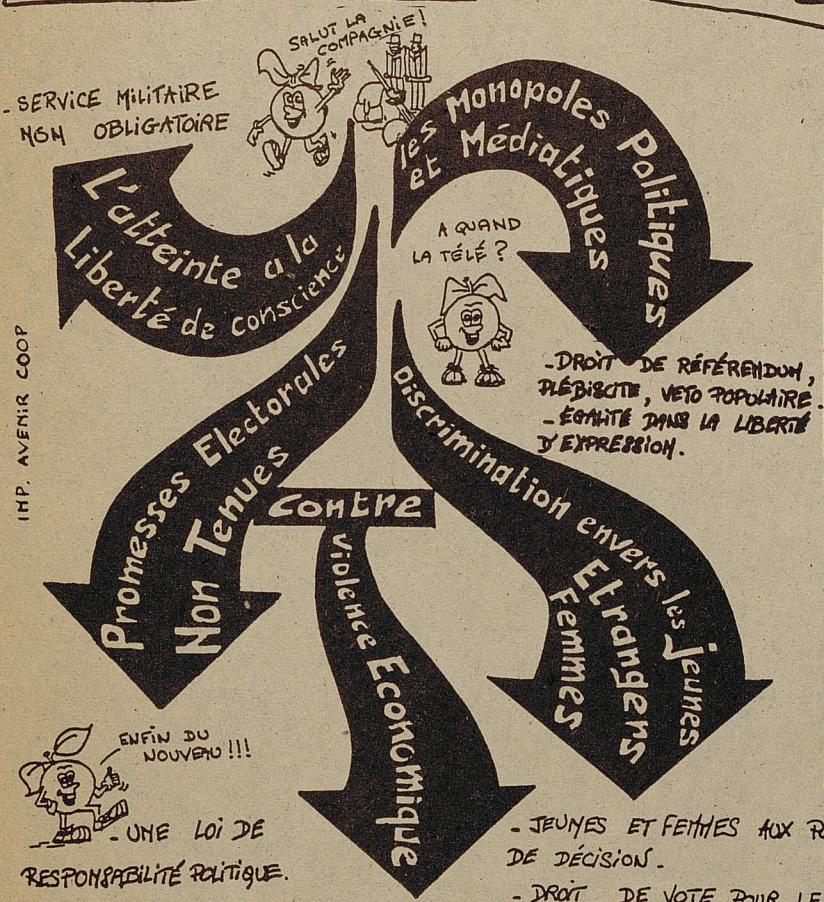 SALUT LA
COMPAGNIE !
- SERVICE MILITAIRE
NON OBLIGATOIRE
L'atteinte a la
Liberté de conscience
les Monopoles Politiques
et Médiatiques
A QUAND
LA TÉLÉ ?
- DROIT DE RÉFÉRENDUM,
PLÉBISCITE, VETO POPULAIRE.
- ÉGALITÉ DANS LA LIBERTÉ
D'EXPRESSION.
IMP. AVENIR COOP
Promesses Electorales
Non Tenues
Contre
Discrimination envers les jeunes
Etrangers
Femmes
Violence Economique
ENFIN DU
NOUVEAU !!!
- UNE LOI DE
RESPONSABILITÉ POLITIQUE.
- JEUNES ET FEMMES AUX
DE DÉCISION -
- DROIT DE VOTE POUR